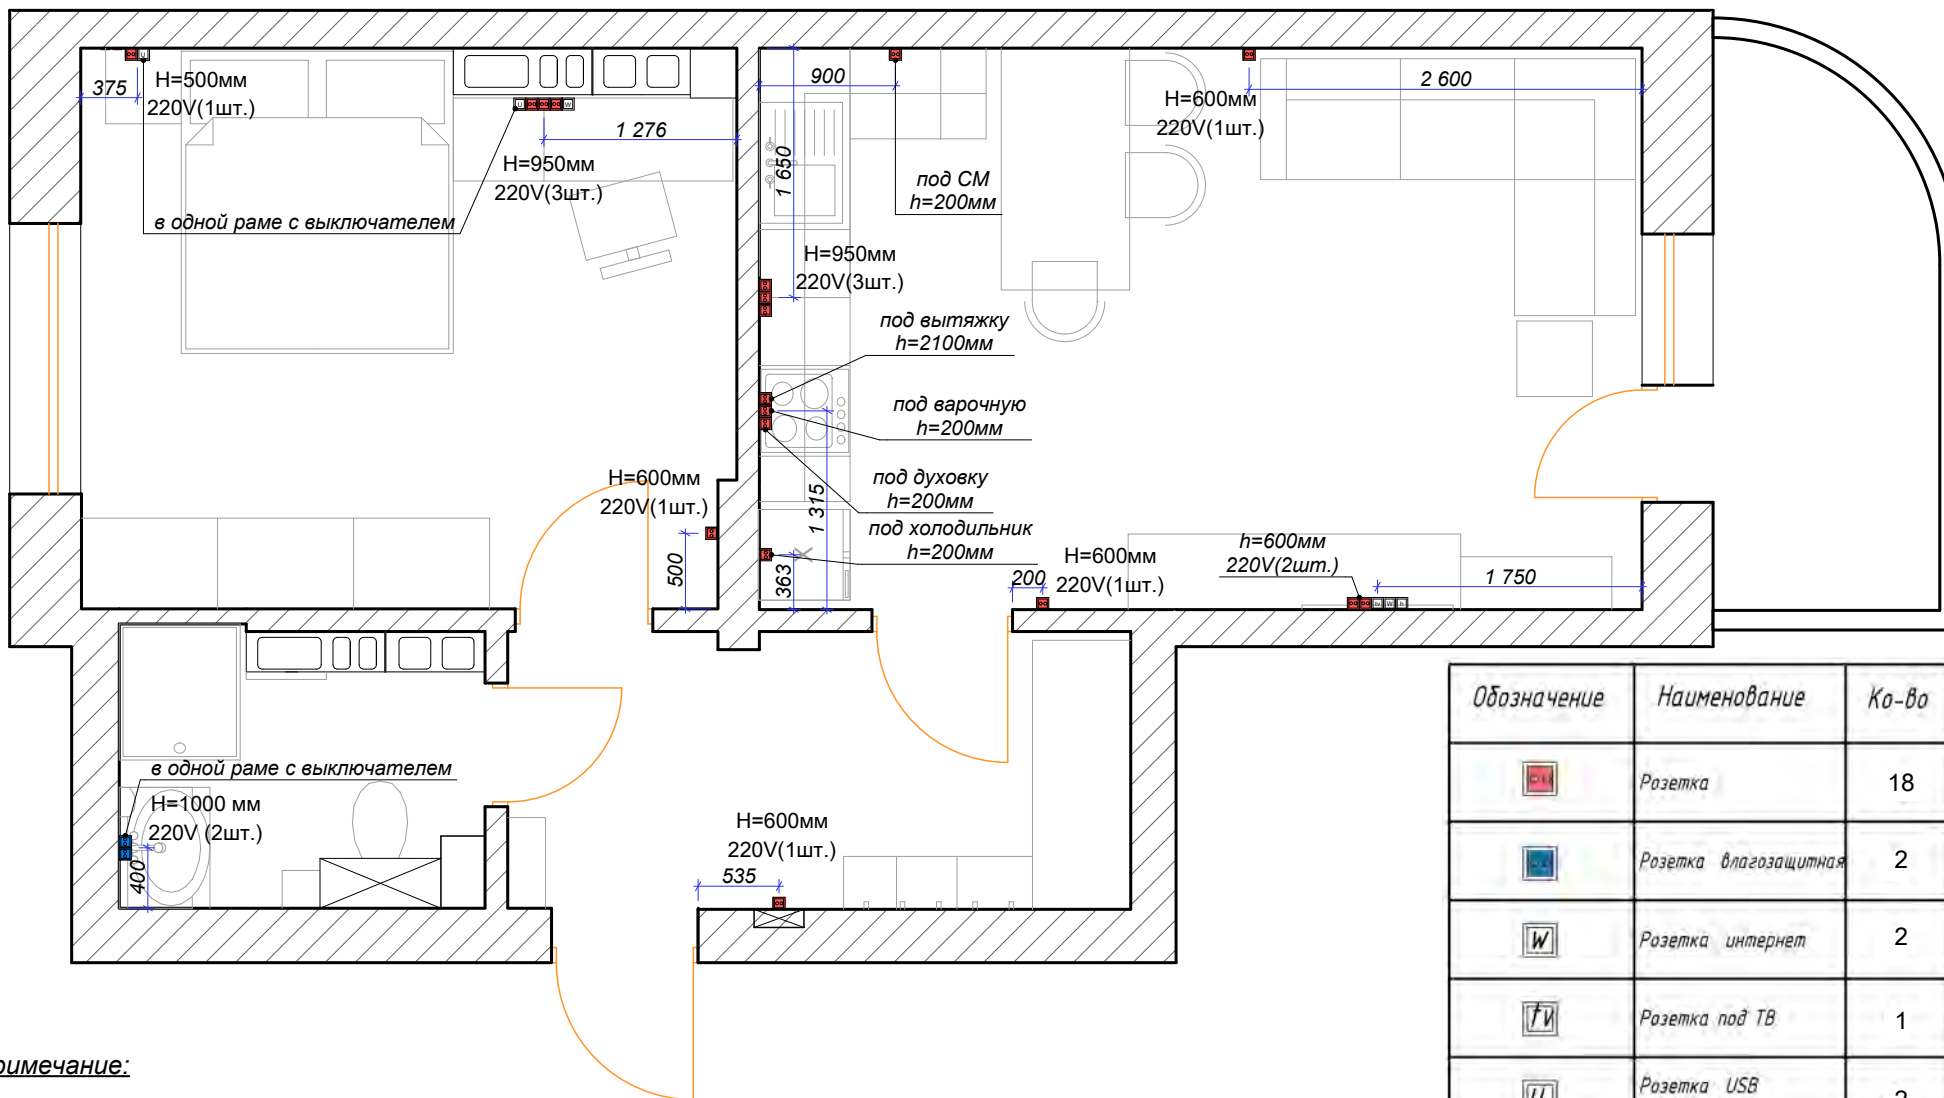 375
H=500мм
220V(1шт.)
1 276
H=950мм
220V(3шт.)
в одной раме с выключателем
900
1 650
под СМ
h=200мм
H=600мм
220V(1шт.)
2 600
H=950мм
220V(3шт.)
под вытяжку
h=2100мм
под варочную
h=200мм
под духовку
h=200мм
под холодильник
h=200мм
1 315
363
H=600мм
220V(1шт.)
500
200
H=600мм
220V(1шт.)
h=600мм
220V(2шт.)
1 750
в одной раме с выключателем
H=1000 мм
220V (2шт.)
400
H=600мм
220V(1шт.)
535
Обозначение Наименование Ко-во
Розетка 18
Розетка влагозащитная 2
W Розетка интернет 2
tv Розетка под ТВ 1
U Розетка USB 2
римечание: